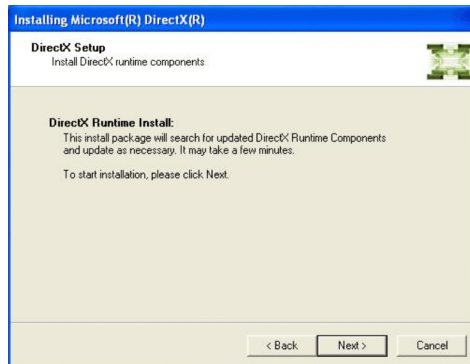 Installing Microsoft(R) DirectX(R)
DirectX Setup
Install DirectX runtime components
DirectX Runtime Install:
This install package will search for updated DirectX Runtime Components
and update as necessary. It may take a few minutes.
To start installation, please click Next.
< Back Next > Cancel